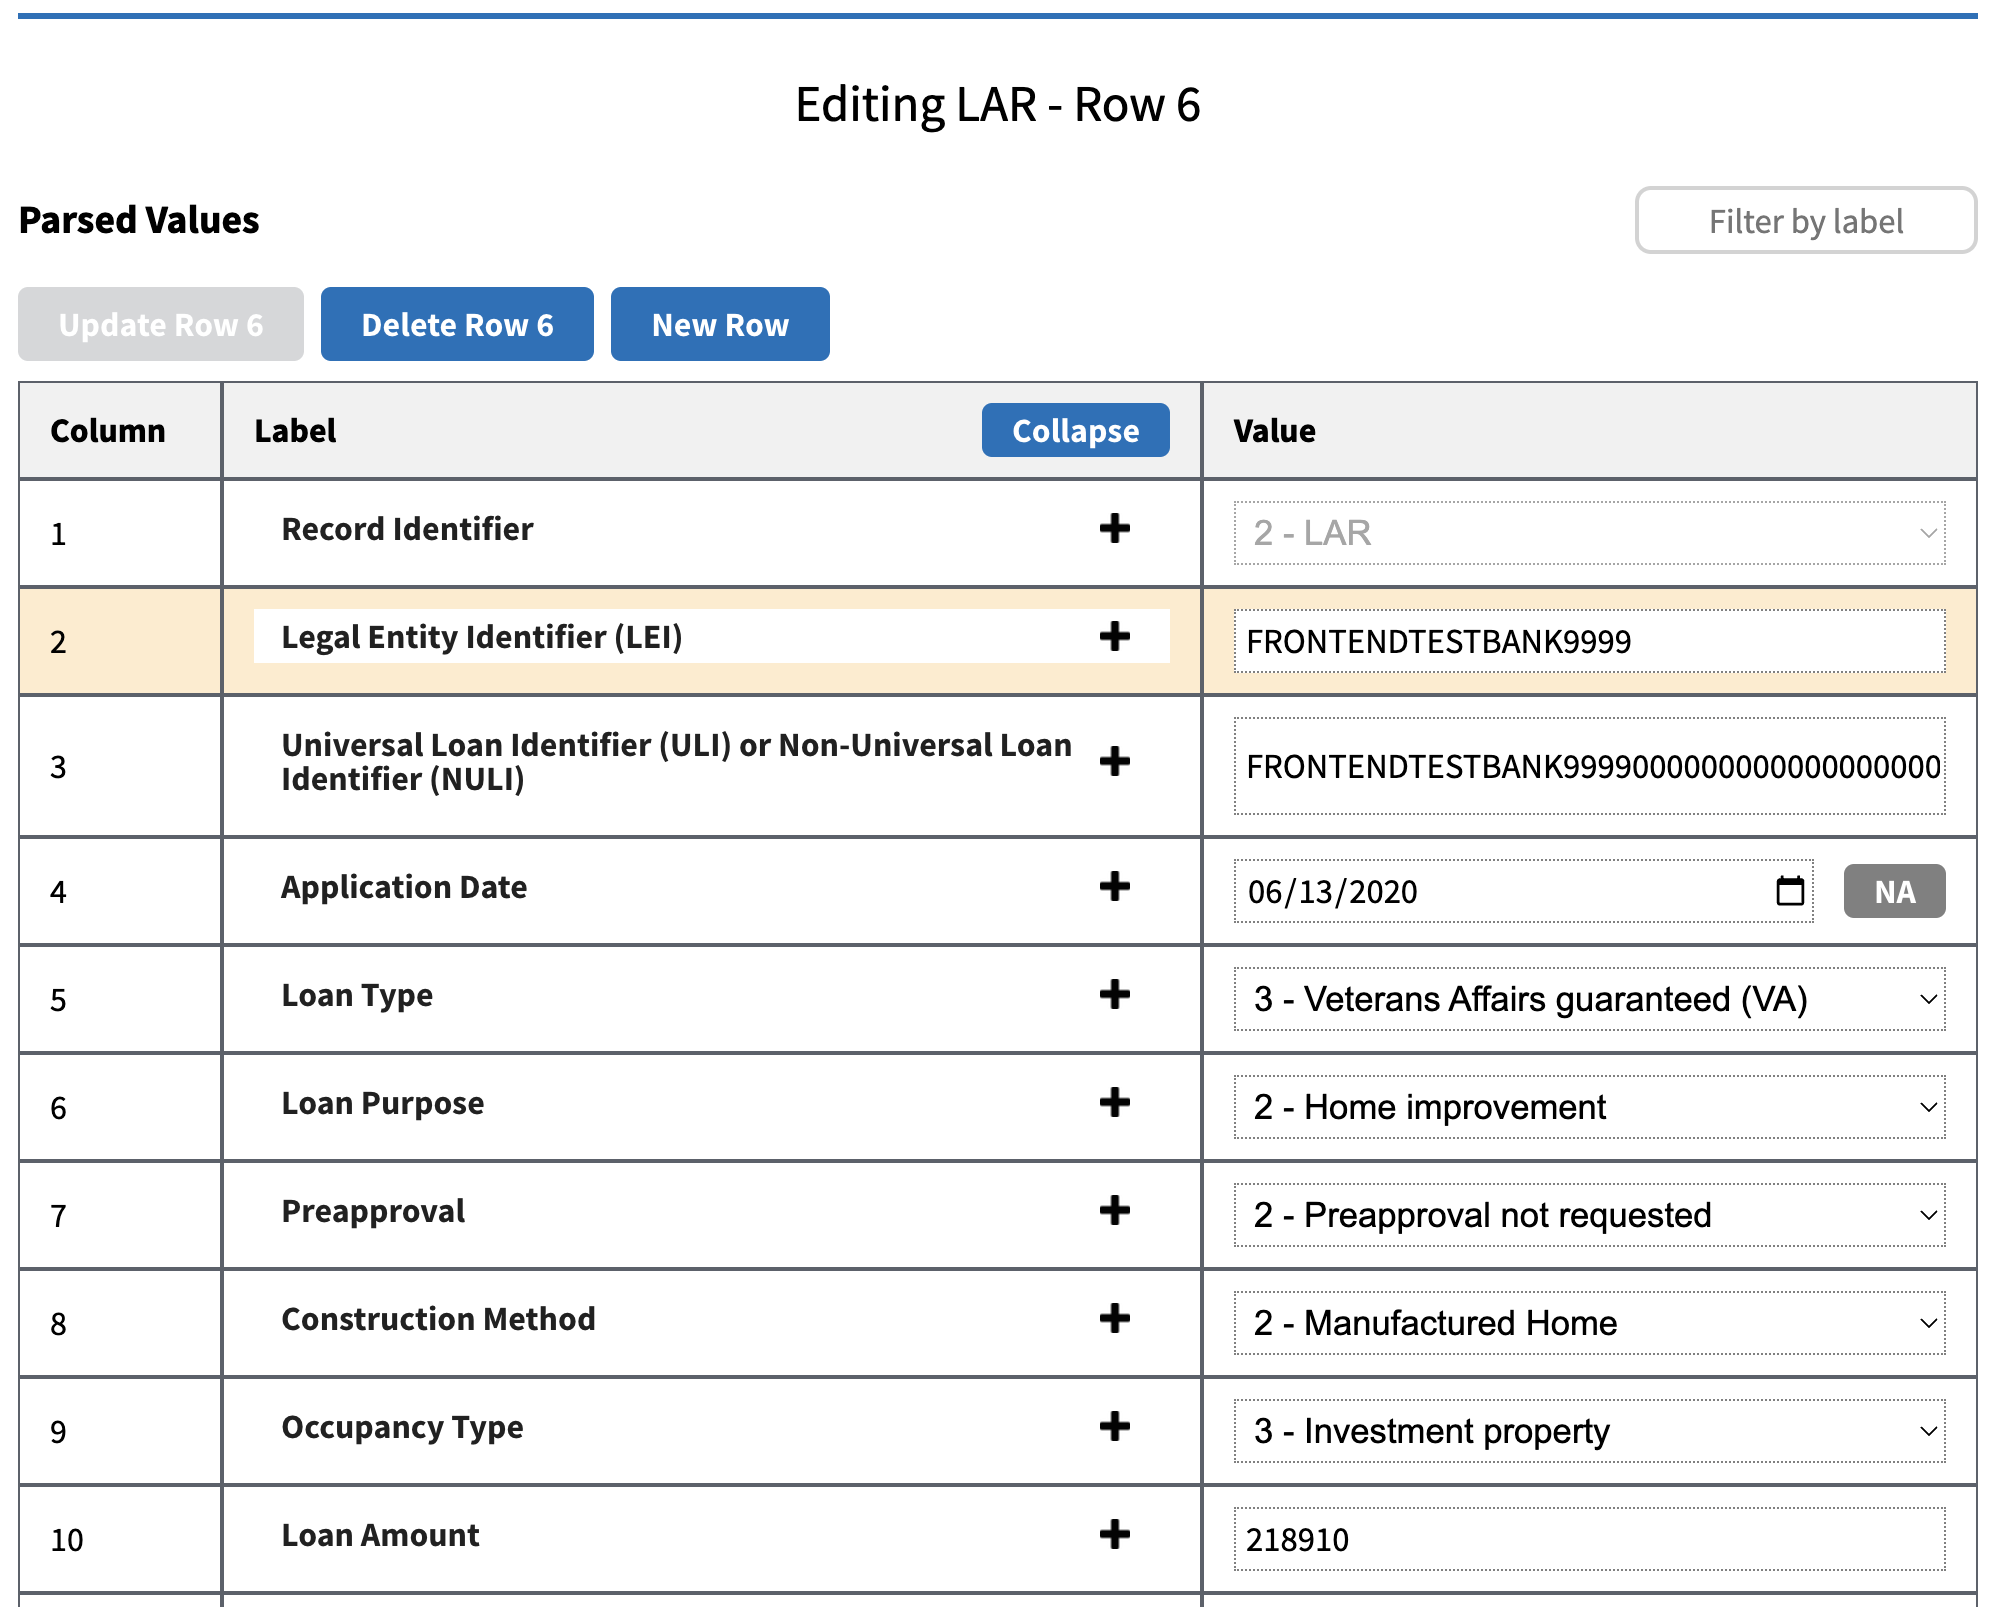 Editing LAR - Row 6
Parsed Values
Filter by label
Update Row 6 Delete Row 6 New Row
Column Label Collapse Value
1 Record Identifier 2 - LAR
2 Legal Entity Identifier (LEI) FRONTENDTESTBANK9999
3 Universal Loan Identifier (ULI) or Non-Universal Loan
Identifier (NULI)
4 Application Date 06/13/2020 NA
5 Loan Type 3 - Veterans Affairs guaranteed (VA)
6 Loan Purpose 2 - Home improvement
7 Preapproval 2 - Preapproval not requested
8 Construction Method 2 - Manufactured Home
9 Occupancy Type 3 - Investment property
10 Loan Amount 218910